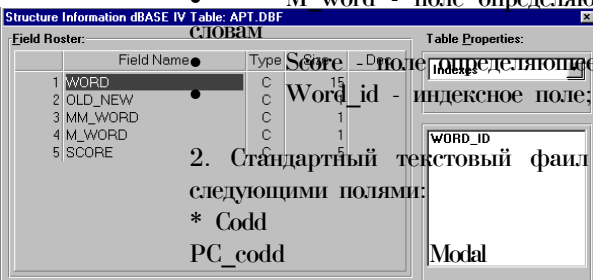 M_word - поле определяю
Structure Information dBASE IV Table: APT.DBF
словам
Field Roster:
Table Properties:
Field Name Type Size Dec
Indexes
Score - поле определяющее
1 WORD C 15
Word_id - индексное поле;
2 OLD_NEW C 1
3 MM_WORD C 1
4 M_WORD C 1
5 SCORE C 5
WORD_ID
2. Стандартный текстовый фаил
следующими полями:
* Codd
PC_codd Modal